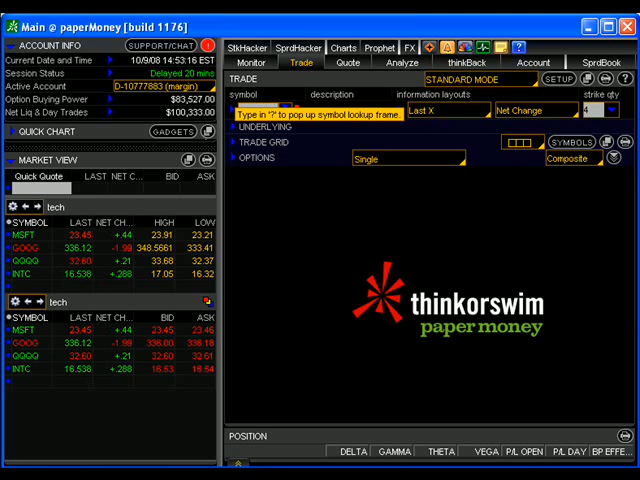 Main @ paperMoney [build 1176]
ACCOUNT INFO SUPPORT/CHAT !
Current Date and Time 10/9/08 14:53:16 EST
Session Status Delayed 20 mins
Active Account D-10777883 (margin)
Option Buying Power $83,527.00
Net Liq & Day Trades $100,333.00
QUICK CHART GADGETS
MARKET VIEW
Quick Quote LAST NET C... BID ASK
tech
SYMBOL LAST NET CH... HIGH LOW
MSFT 23.45 +.44 23.91 23.21
GOOG 336.12 -1.99 348.5661 333.41
QQQQ 32.60 +.21 33.68 32.37
INTC 16.538 +.288 17.05 16.32
tech
SYMBOL LAST NET CH... BID ASK
MSFT 23.45 +.44 23.45 23.46
GOOG 336.12 -1.99 336.00 338.18
QQQQ 32.60 +.21 32.60 32.61
INTC 16.538 +.288 16.53 16.54
StkHacker SprdHacker Charts Prophet FX ?
Monitor Trade Quote Analyze thinkBack Account SprdBook
TRADE STANDARD MODE SETUP ?
symbol description information layouts strike qty
Type in '?' to pop up symbol lookup frame. Last X Net Change 4
UNDERLYING
TRADE GRID SYMBOLS
OPTIONS Single Composite
thinkorswim
paper money
POSITION
DELTA GAMMA THETA VEGA P/L OPEN P/L DAY BP EFFE...